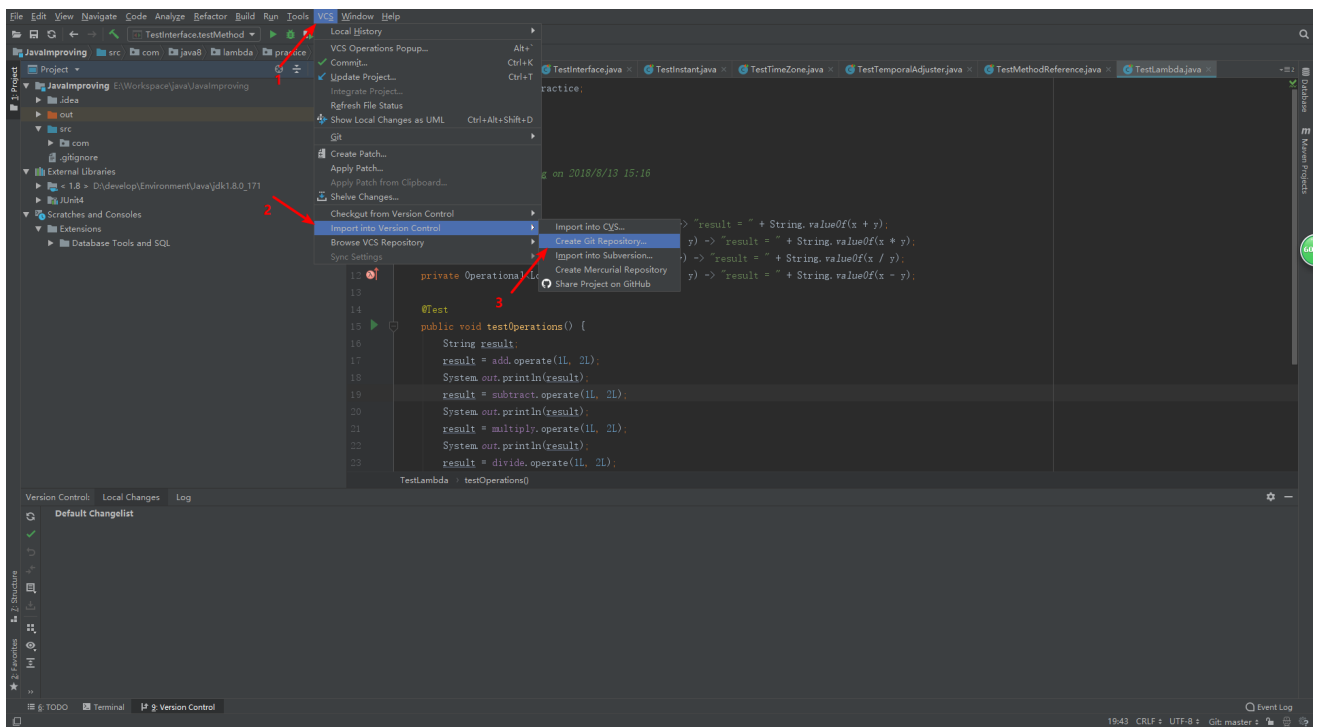 File Edit View Navigate Code Analyze Refactor Build Run Tools VCS Window Help
TestInterface.testMethod
JavaImproving src com java8 lambda practice
1
Local History
VCS Operations Popup... Alt+`
Commit... Ctrl+K
Update Project... Ctrl+T
Integrate Project...
Refresh File Status
Show Local Changes as UML Ctrl+Alt+Shift+D
Git
Create Patch...
Apply Patch...
Apply Patch from Clipboard...
Shelve Changes...
Checkout from Version Control
Import into Version Control
Browse VCS Repository
Sync Settings
2
Import into CVS...
Create Git Repository...
Import into Subversion...
Create Mercurial Repository
Share Project on GitHub
3
1: Project
Project
JavaImproving E:\Workspace\java\JavaImproving
.idea
out
src
com
.gitignore
External Libraries
< 1.8 > D:\develop\Environment\Java\jdk1.8.0_171
JUnit4
Scratches and Consoles
Extensions
Database Tools and SQL
TestInterface.java TestInstant.java TestTimeZone.java TestTemporalAdjuster.java TestMethodReference.java TestLambda.java
ractice;
on 2018/8/13 15:16
> "result = " + String.valueOf(x + y);
y) -> "result = " + String.valueOf(x * y);
) -> "result = " + String.valueOf(x / y);
12 private Operational y) -> "result = " + String.valueOf(x - y);
13
14 @Test
15 public void testOperations() {
16 String result;
17 result = add.operate(1L, 2L);
18 System.out.println(result);
19 result = subtract.operate(1L, 2L);
20 System.out.println(result);
21 result = multiply.operate(1L, 2L);
22 System.out.println(result);
23 result = divide.operate(1L, 2L);
TestLambda testOperations()
Database
Maven Projects
60
Version Control: Local Changes Log
Default Changelist
7: Structure
2: Favorites
6: TODO Terminal 9: Version Control Event Log
19:43 CRLF UTF-8 Git: master